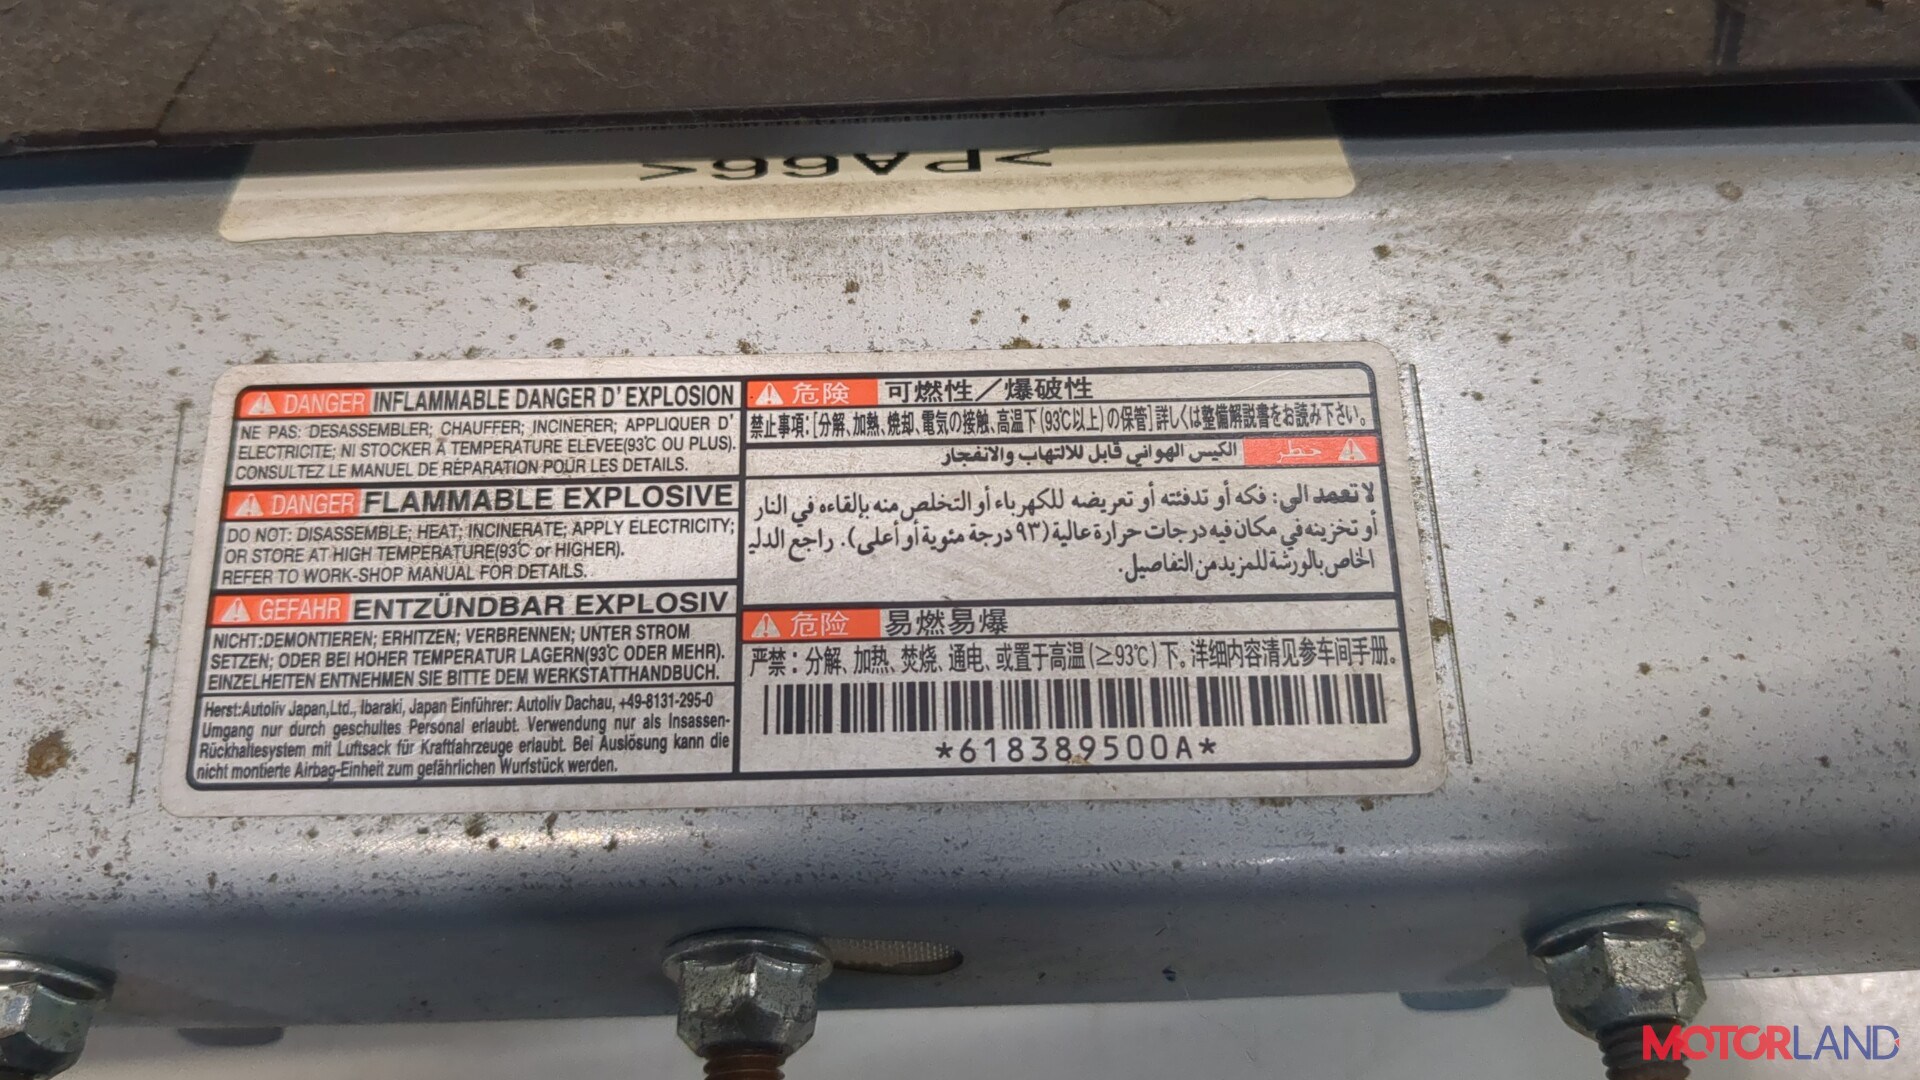 >PA66<
DANGER INFLAMMABLE DANGER D' EXPLOSION
NE PAS: DESASSEMBLER; CHAUFFER; INCINERER; APPLIQUER D'
ELECTRICITE; NI STOCKER À TEMPERATURE ELEVEE(93℃ OU PLUS).
CONSULTEZ LE MANUEL DE RÉPARATION POÜR LES DETAILS.
DANGER FLAMMABLE EXPLOSIVE
DO NOT: DISASSEMBLE; HEAT; INCINERATE; APPLY ELECTRICITY;
OR STORE AT HIGH TEMPERATURE(93℃ or HIGHER).
REFER TO WORK-SHOP MANUAL FOR DETAILS.
GEFAHR ENTZÜNDBAR EXPLOSIV
NICHT:DEMONTIEREN; ERHITZEN; VERBRENNEN; UNTER STROM
SETZEN; ODER BEI HOHER TEMPERATUR LAGERN(93℃ ODER MEHR).
EINZELHEITEN ENTNEHMEN SIE BITTE DEM WERKSTATTHANDBUCH.
Herst:Autoliv Japan,Ltd., Ibaraki, Japan Einführer: Autoliv Dachau, +49-8131-295-0
Umgang nur durch geschultes Personal erlaubt. Verwendung nur als Insassen-
Rückhaltesystem mit Luftsack für Kraftfahrzeuge erlaubt. Bei Auslösung kann die
nicht montierte Airbag-Einheit zum gefährlichen Wurfstück werden.
危険 可燃性／爆破性
禁止事項:[分解、加熱、焼却、電気の接触、高温下(93℃以上)の保管]詳しくは整備解説書をお読み下さい。
خطر الكيس الهوائي قابل للالتهاب والانفجار
لا تعمد الى: فكه أو تدفئته أو تعريضه للكهرباء أو التخلص منه بإلقاءه في النار
أو تخزينه في مكان فيه درجات حرارة عالية (٩٣ درجة مئوية أو أعلى). راجع الدلي
الخاص بالورشة للمزيد من التفاصيل.
危险 易燃易爆
严禁：分解、加热、焚烧、通电、或置于高温(≥93℃)下。详细内容清见参车间手册。
*618389500A*
MOTORLAND